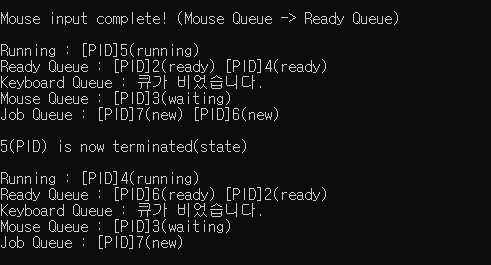 Mouse input complete! (Mouse Queue -> Ready Queue)
Running : [PID]5(running)
Ready Queue : [PID]2(ready) [PID]4(ready)
Keyboard Queue : 큐가 비었습니다.
Mouse Queue : [PID]3(waiting)
Job Queue : [PID]7(new) [PID]6(new)
5(PID) is now terminated(state)
Running : [PID]4(running)
Ready Queue : [PID]6(ready) [PID]2(ready)
Keyboard Queue : 큐가 비었습니다.
Mouse Queue : [PID]3(waiting)
Job Queue : [PID]7(new)